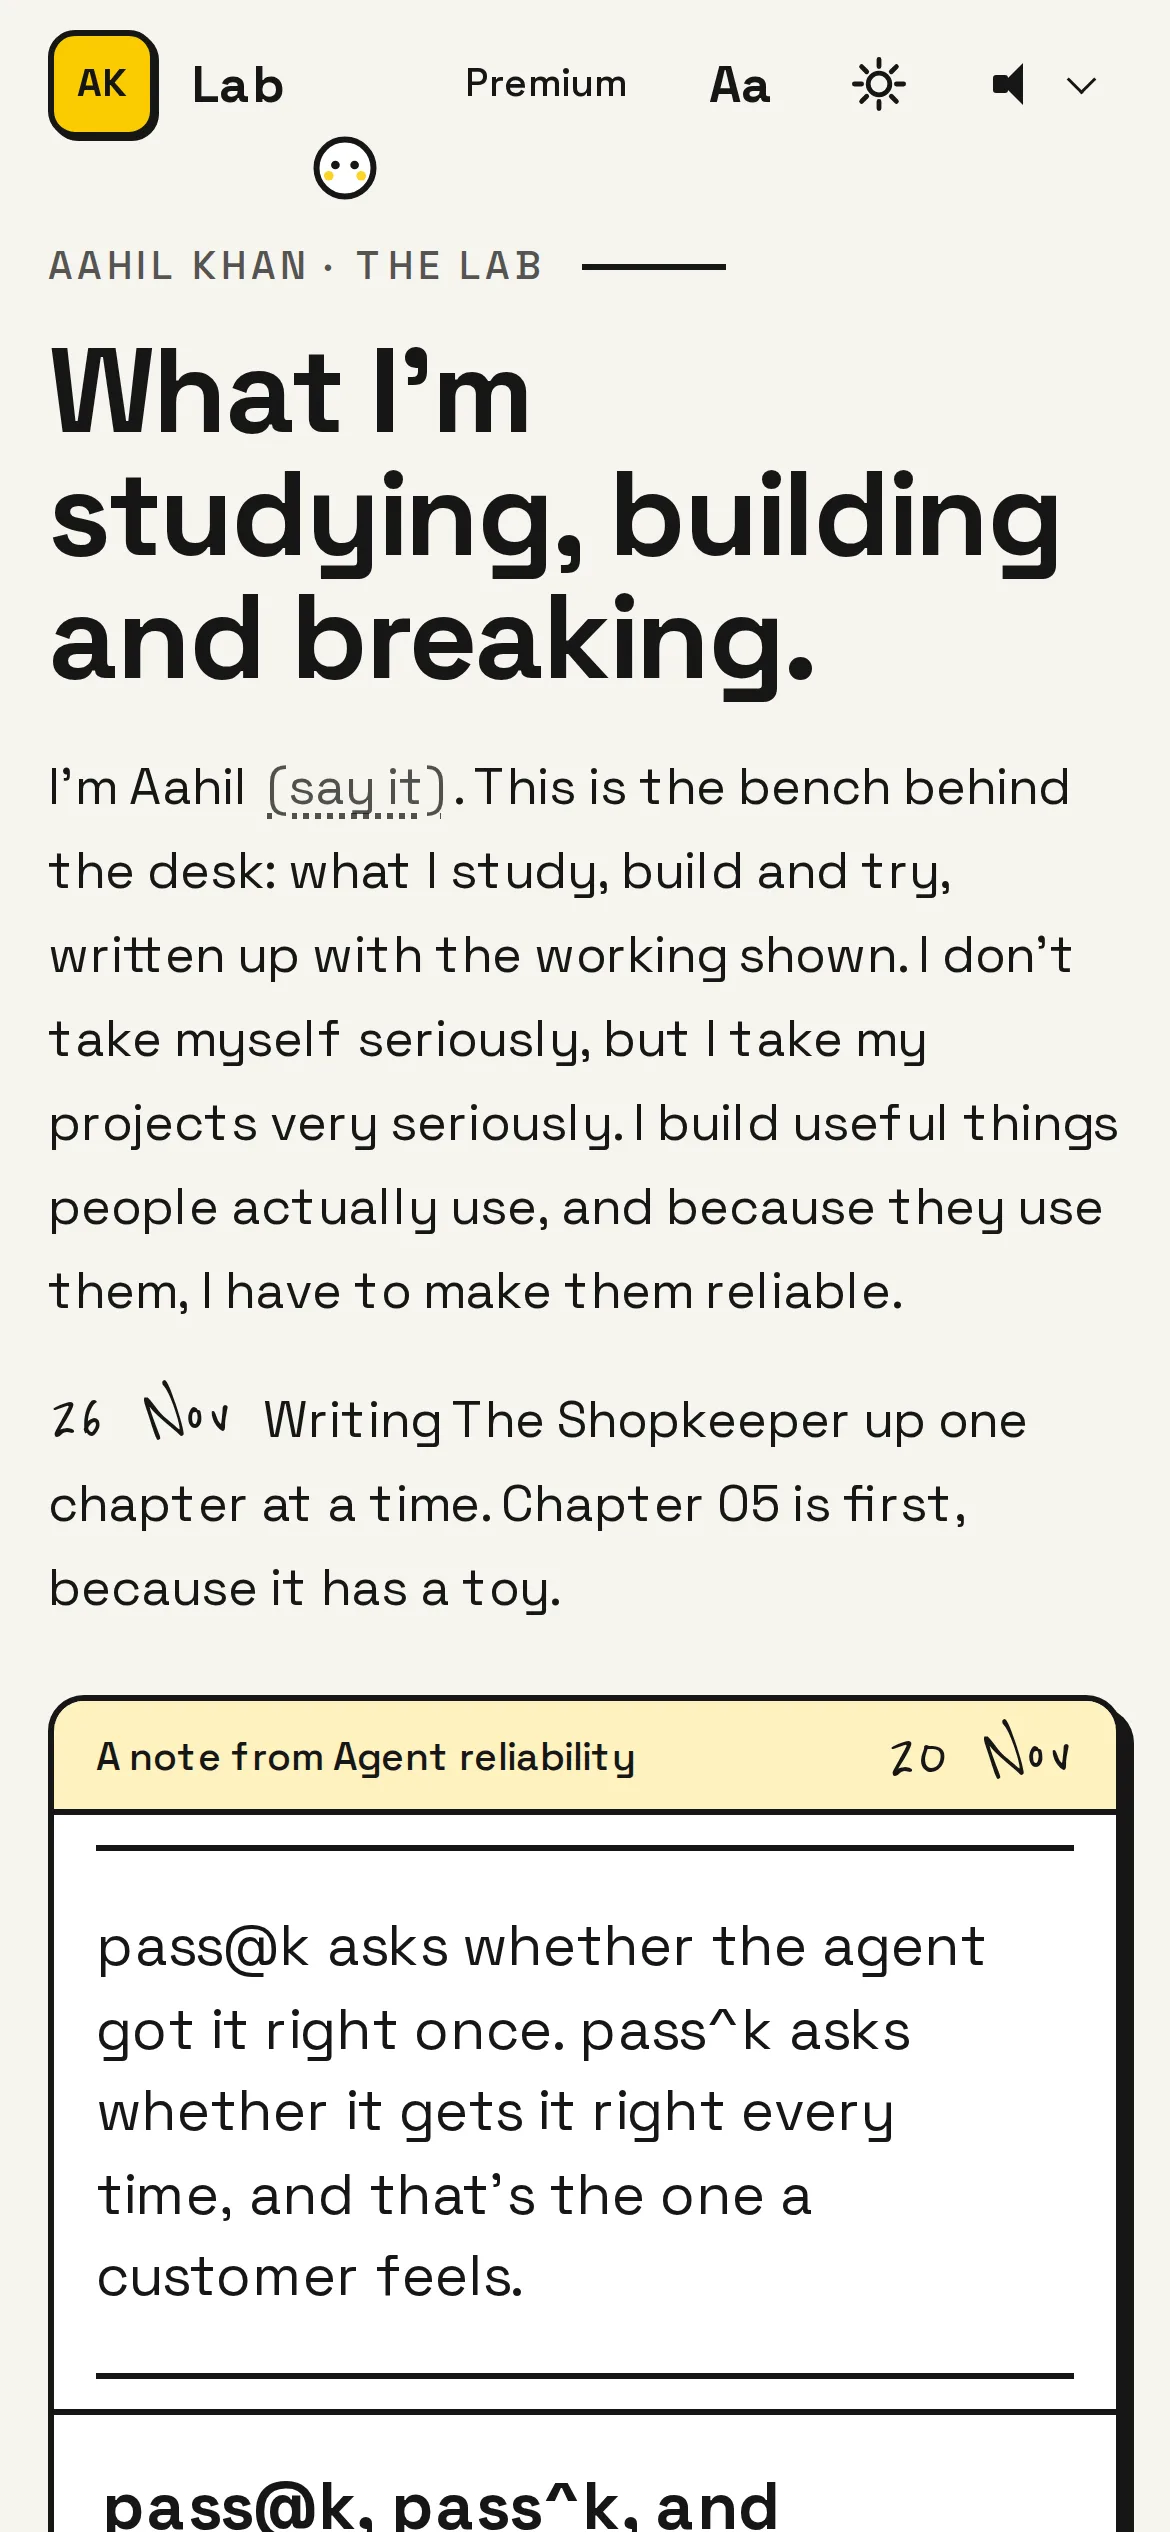 AK Lab Premium Aa
AAHIL KHAN · THE LAB
What I’m
studying, building
and breaking.
I’m Aahil (say it). This is the bench behind
the desk: what I study, build and try,
written up with the working shown. I don’t
take myself seriously, but I take my
projects very seriously. I build useful things
people actually use, and because they use
them, I have to make them reliable.
26 Nov Writing The Shopkeeper up one
chapter at a time. Chapter 05 is first,
because it has a toy.
A note from Agent reliability 20 Nov
pass@k asks whether the agent
got it right once. pass^k asks
whether it gets it right every
time, and that’s the one a
customer feels.
pass@k, pass^k, and